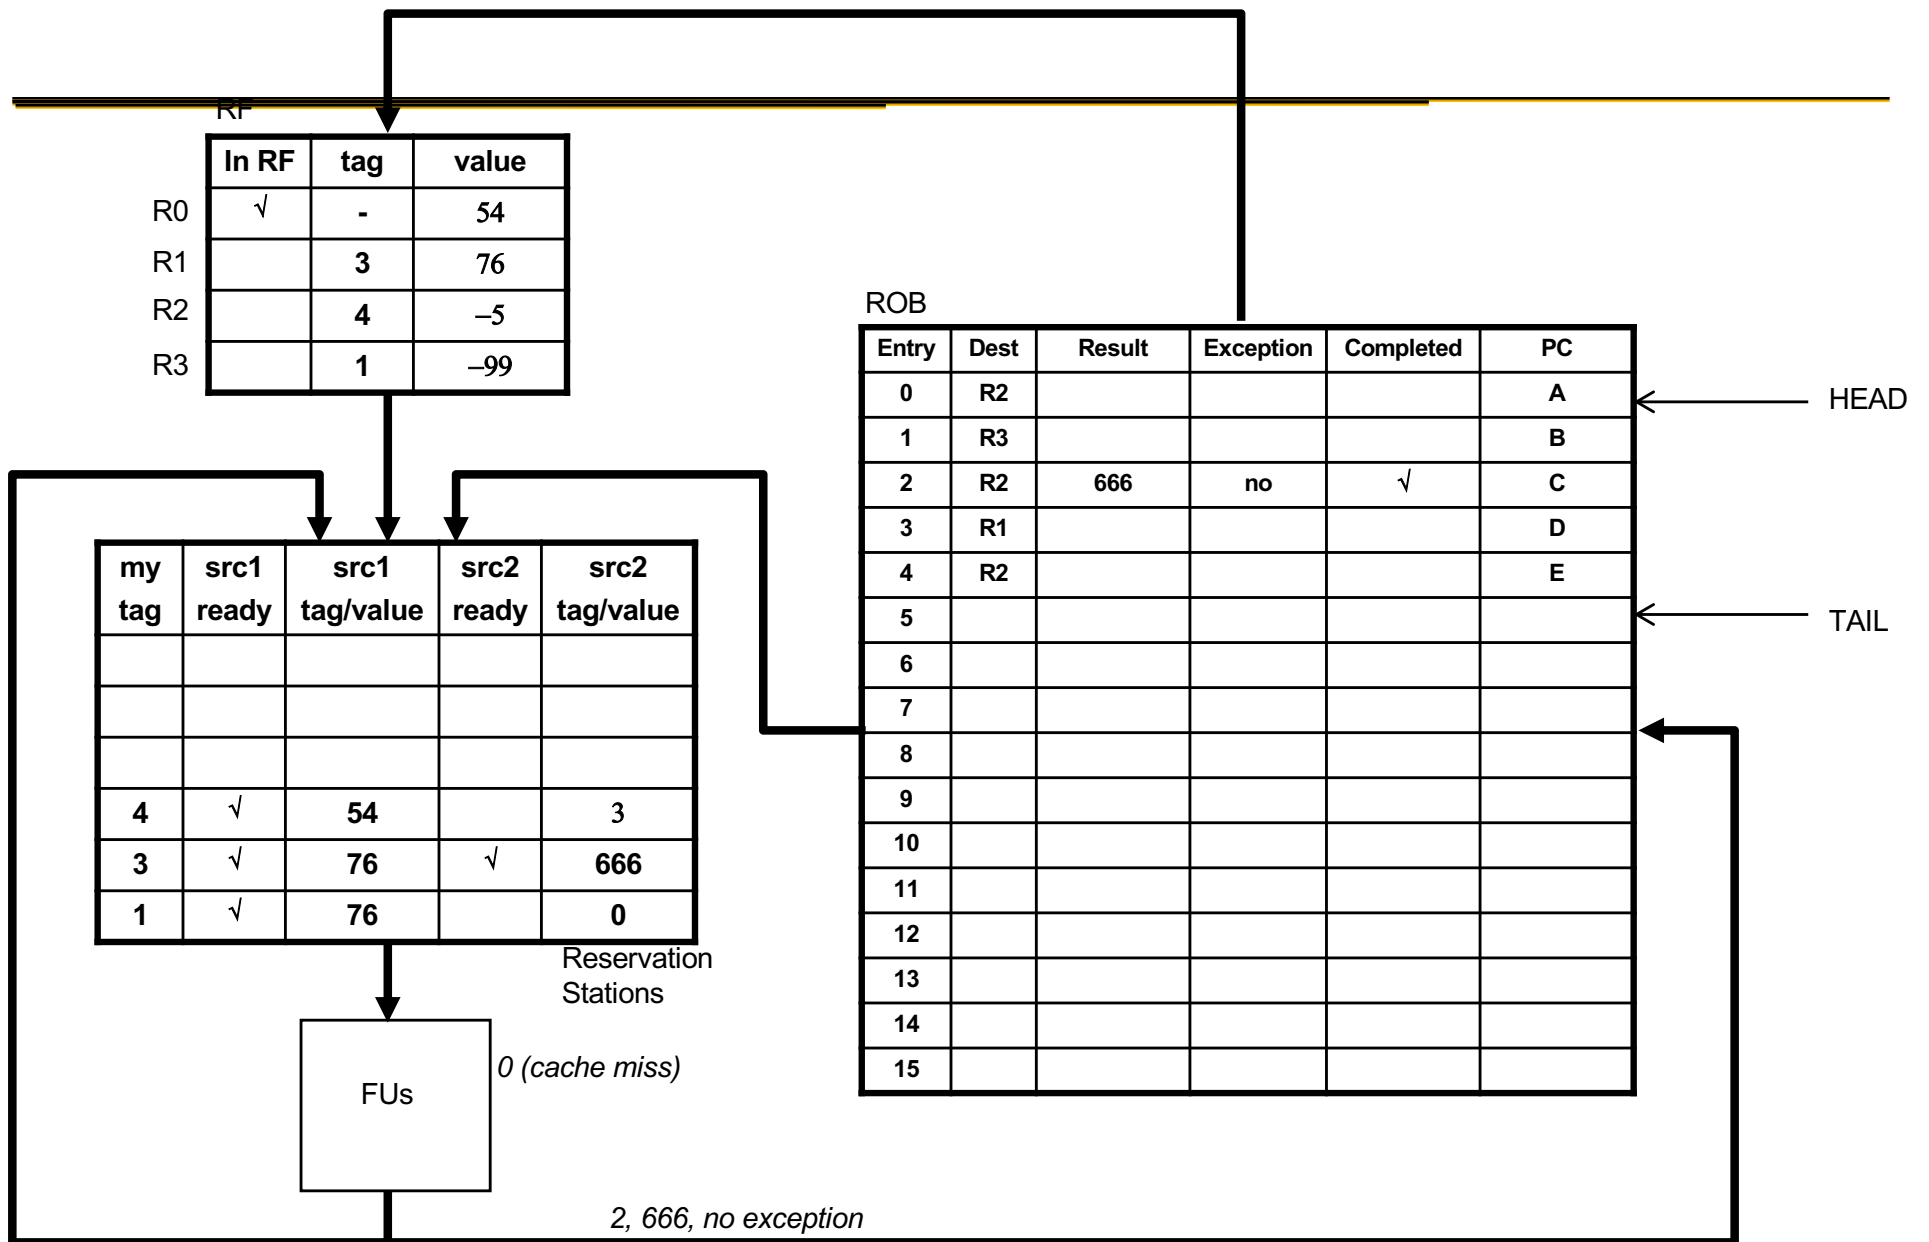 RF
In RF tag value
R0 √ - 54
R1 3 76
R2 4 –5
R3 1 –99
ROB
Entry Dest Result Exception Completed PC
0 R2 A
HEAD
1 R3 B
2 R2 666 no √ C
3 R1 D
4 R2 E
5
TAIL
6
7
8
9
10
11
12
13
14
15
my src1 src1 src2 src2
tag ready tag/value ready tag/value
4 √ 54 3
3 √ 76 √ 666
1 √ 76 0
Reservation
Stations
0 (cache miss)
FUs
2, 666, no exception